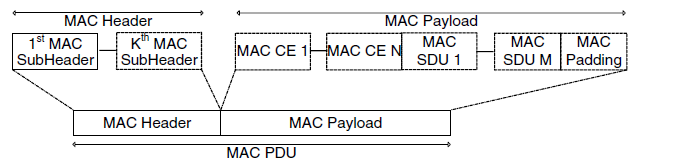 MAC Header
MAC Payload
1st MAC
SubHeader
Kth MAC
SubHeader
MAC CE 1
MAC CE N
MAC
SDU 1
MAC
SDU M
MAC
Padding
MAC Header
MAC Payload
MAC PDU